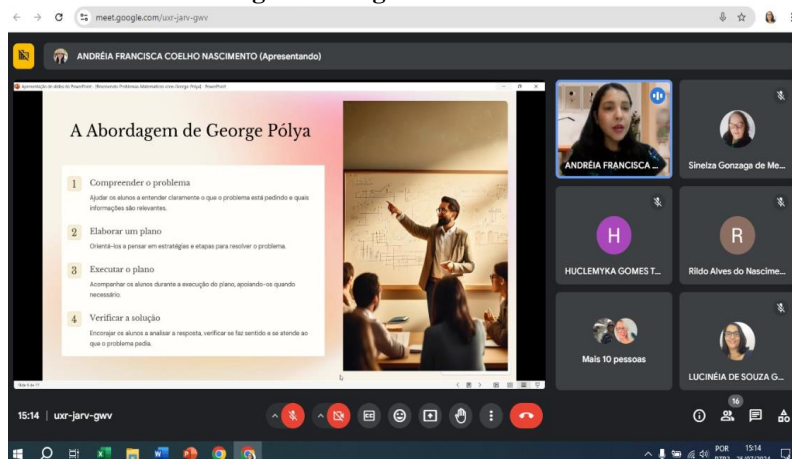 meet.google.com/uxr-jarv-gwv
ANDRÉIA FRANCISCA COELHO NASCIMENTO (Apresentando)
A Abordagem de George Pólya
1 Compreender o problema
Ajudar os alunos a entender claramente o que o problema está pedindo e quais
informações são relevantes.
2 Elaborar um plano
Orientá-los a pensar em estratégias e etapas para resolver o problema.
3 Executar o plano
Acompanhar os alunos durante a execução do plano, apoiando-os quando
necessário.
4 Verificar a solução
Encorajar os alunos a analisar a resposta, verificar se faz sentido e se atende ao
que o problema pedia.
ANDRÉIA FRANCISCA ...
Sinelza Gonzaga de Me...
H
HUCLEMYKA GOMES T...
R
Rildo Alves do Nascime...
Mais 10 pessoas
LUCINÉIA DE SOUZA G...
15:14 | uxr-jarv-gwv
16
POR 15:14